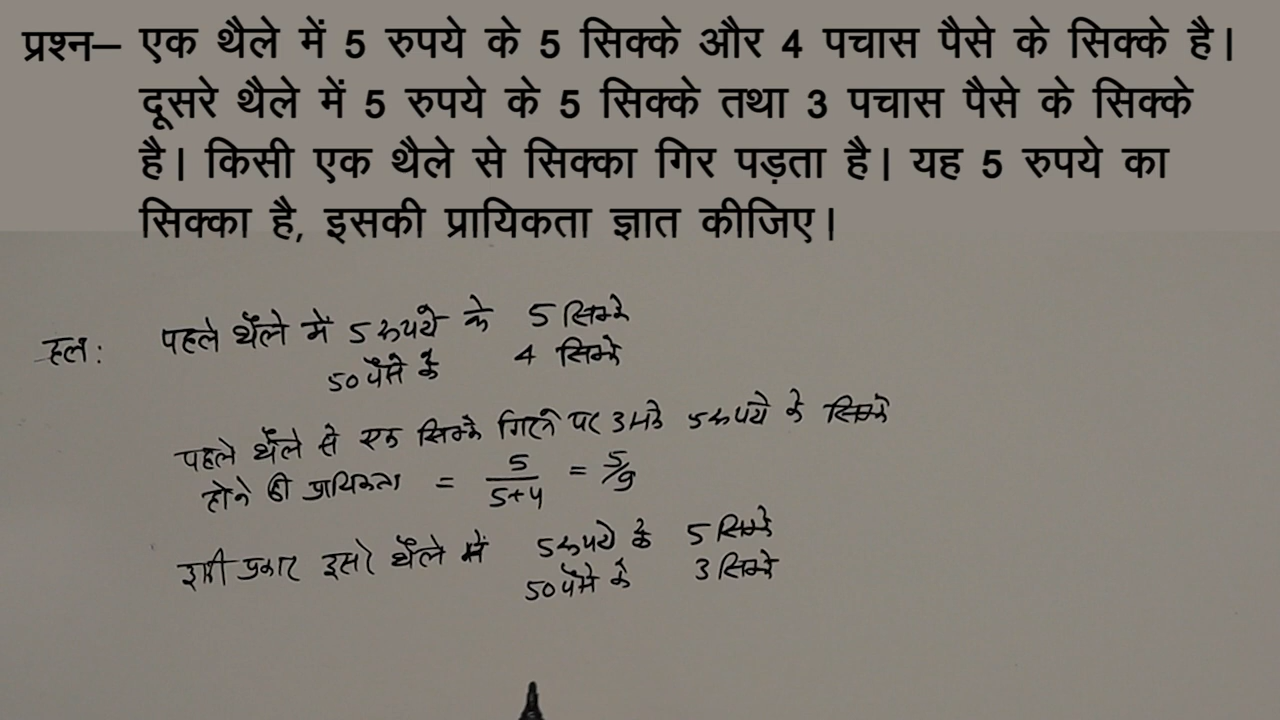 प्रश्न— एक थैले में 5 रुपये के 5 सिक्के और 4 पचास पैसे के सिक्के है।
दूसरे थैले में 5 रुपये के 5 सिक्के तथा 3 पचास पैसे के सिक्के
है। किसी एक थैले से सिक्का गिर पड़ता है। यह 5 रुपये का
सिक्का है, इसकी प्रायिकता ज्ञात कीजिए।
हल: पहले थैले में 5 रुपये के 5 सिक्के
50 पैसे के 4 सिक्के
पहले थैले से एक सिक्के गिरने पर उसके 5 रुपये के सिक्के
होने की प्रायिकता = 5/(5+4) = 5/9
इसी प्रकार दूसरे थैले में 5 रुपये के 5 सिक्के
50 पैसे के 3 सिक्के